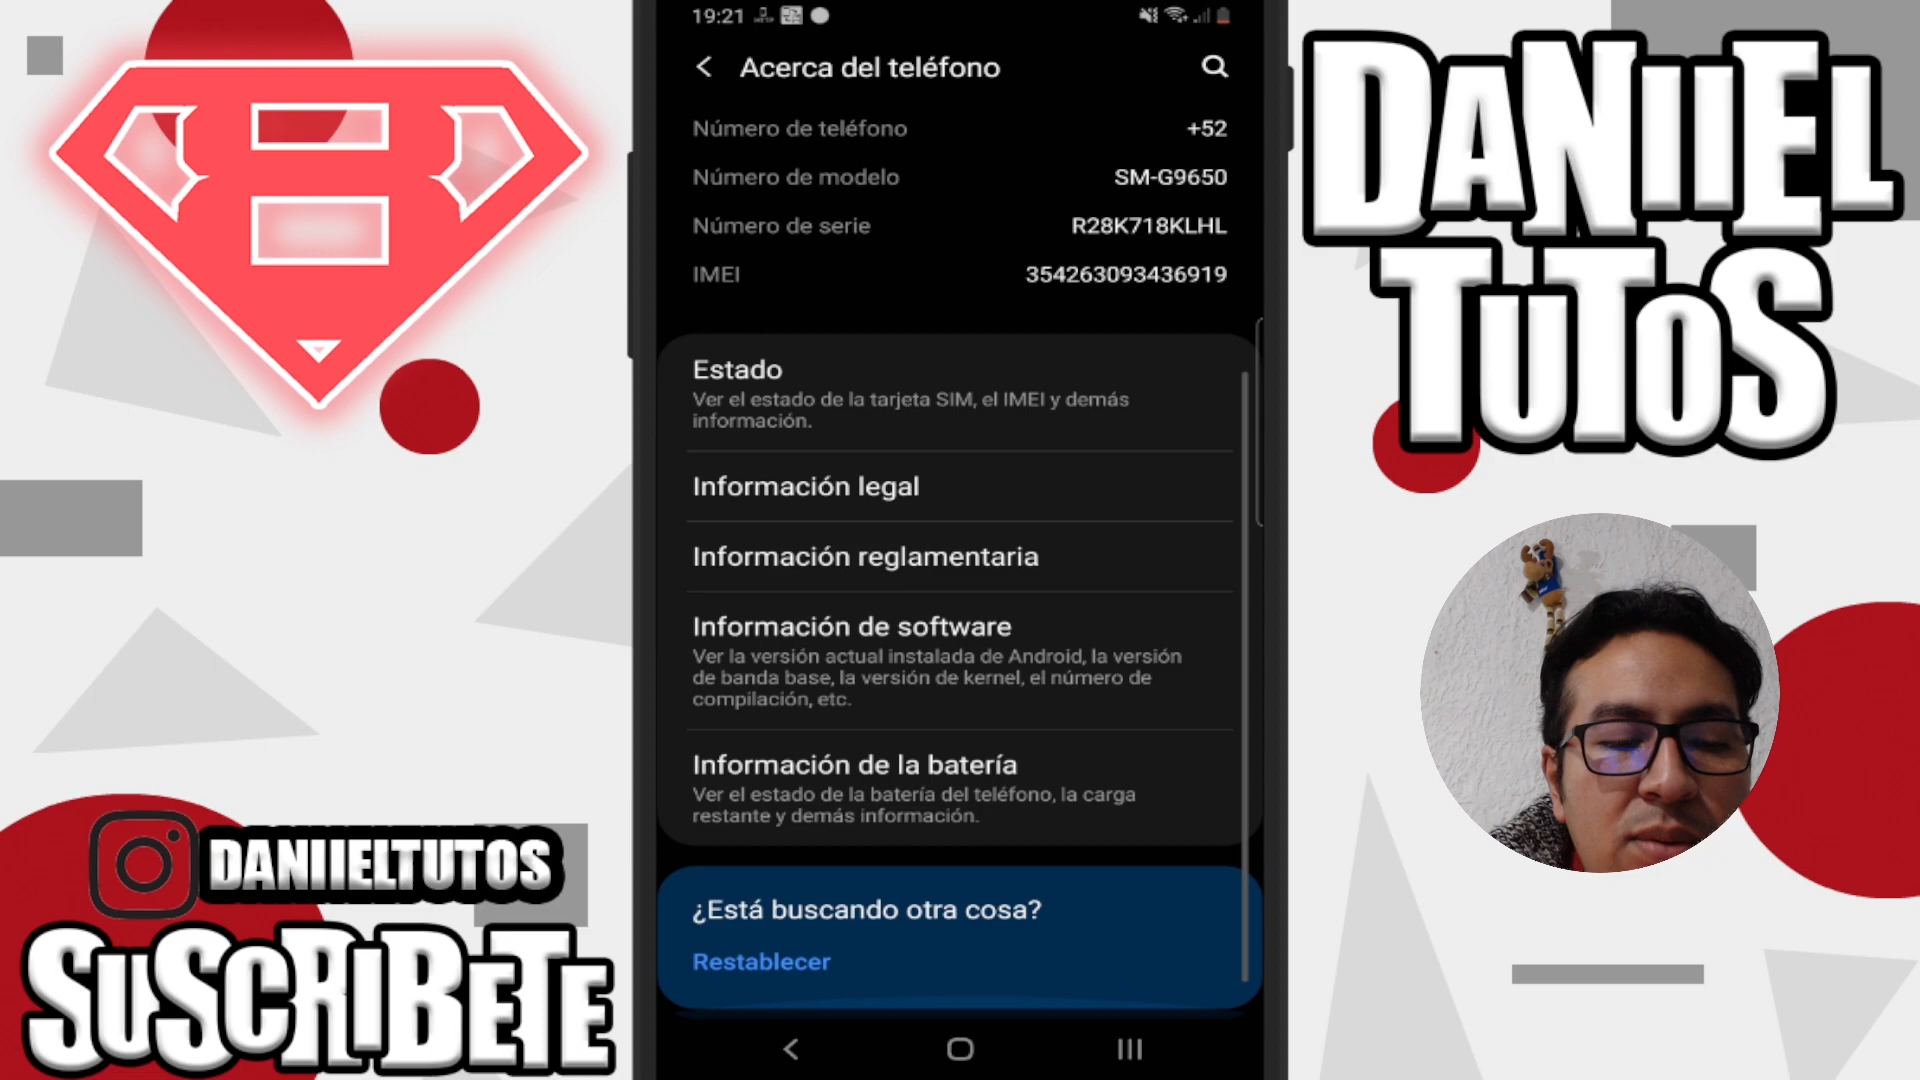 19:21
Acerca del teléfono
Número de teléfono +52
Número de modelo SM-G9650
Número de serie R28K718KLHL
IMEI 354263093436919
Estado
Ver el estado de la tarjeta SIM, el IMEI y demás
información.
Información legal
Información reglamentaria
Información de software
Ver la versión actual instalada de Android, la versión
de banda base, la versión de kernel, el número de
compilación, etc.
Información de la batería
Ver el estado de la batería del teléfono, la carga
restante y demás información.
¿Está buscando otra cosa?
Restablecer
DANIIEL
TUTOS
DANIIELTUTOS
SUSCRIBETE